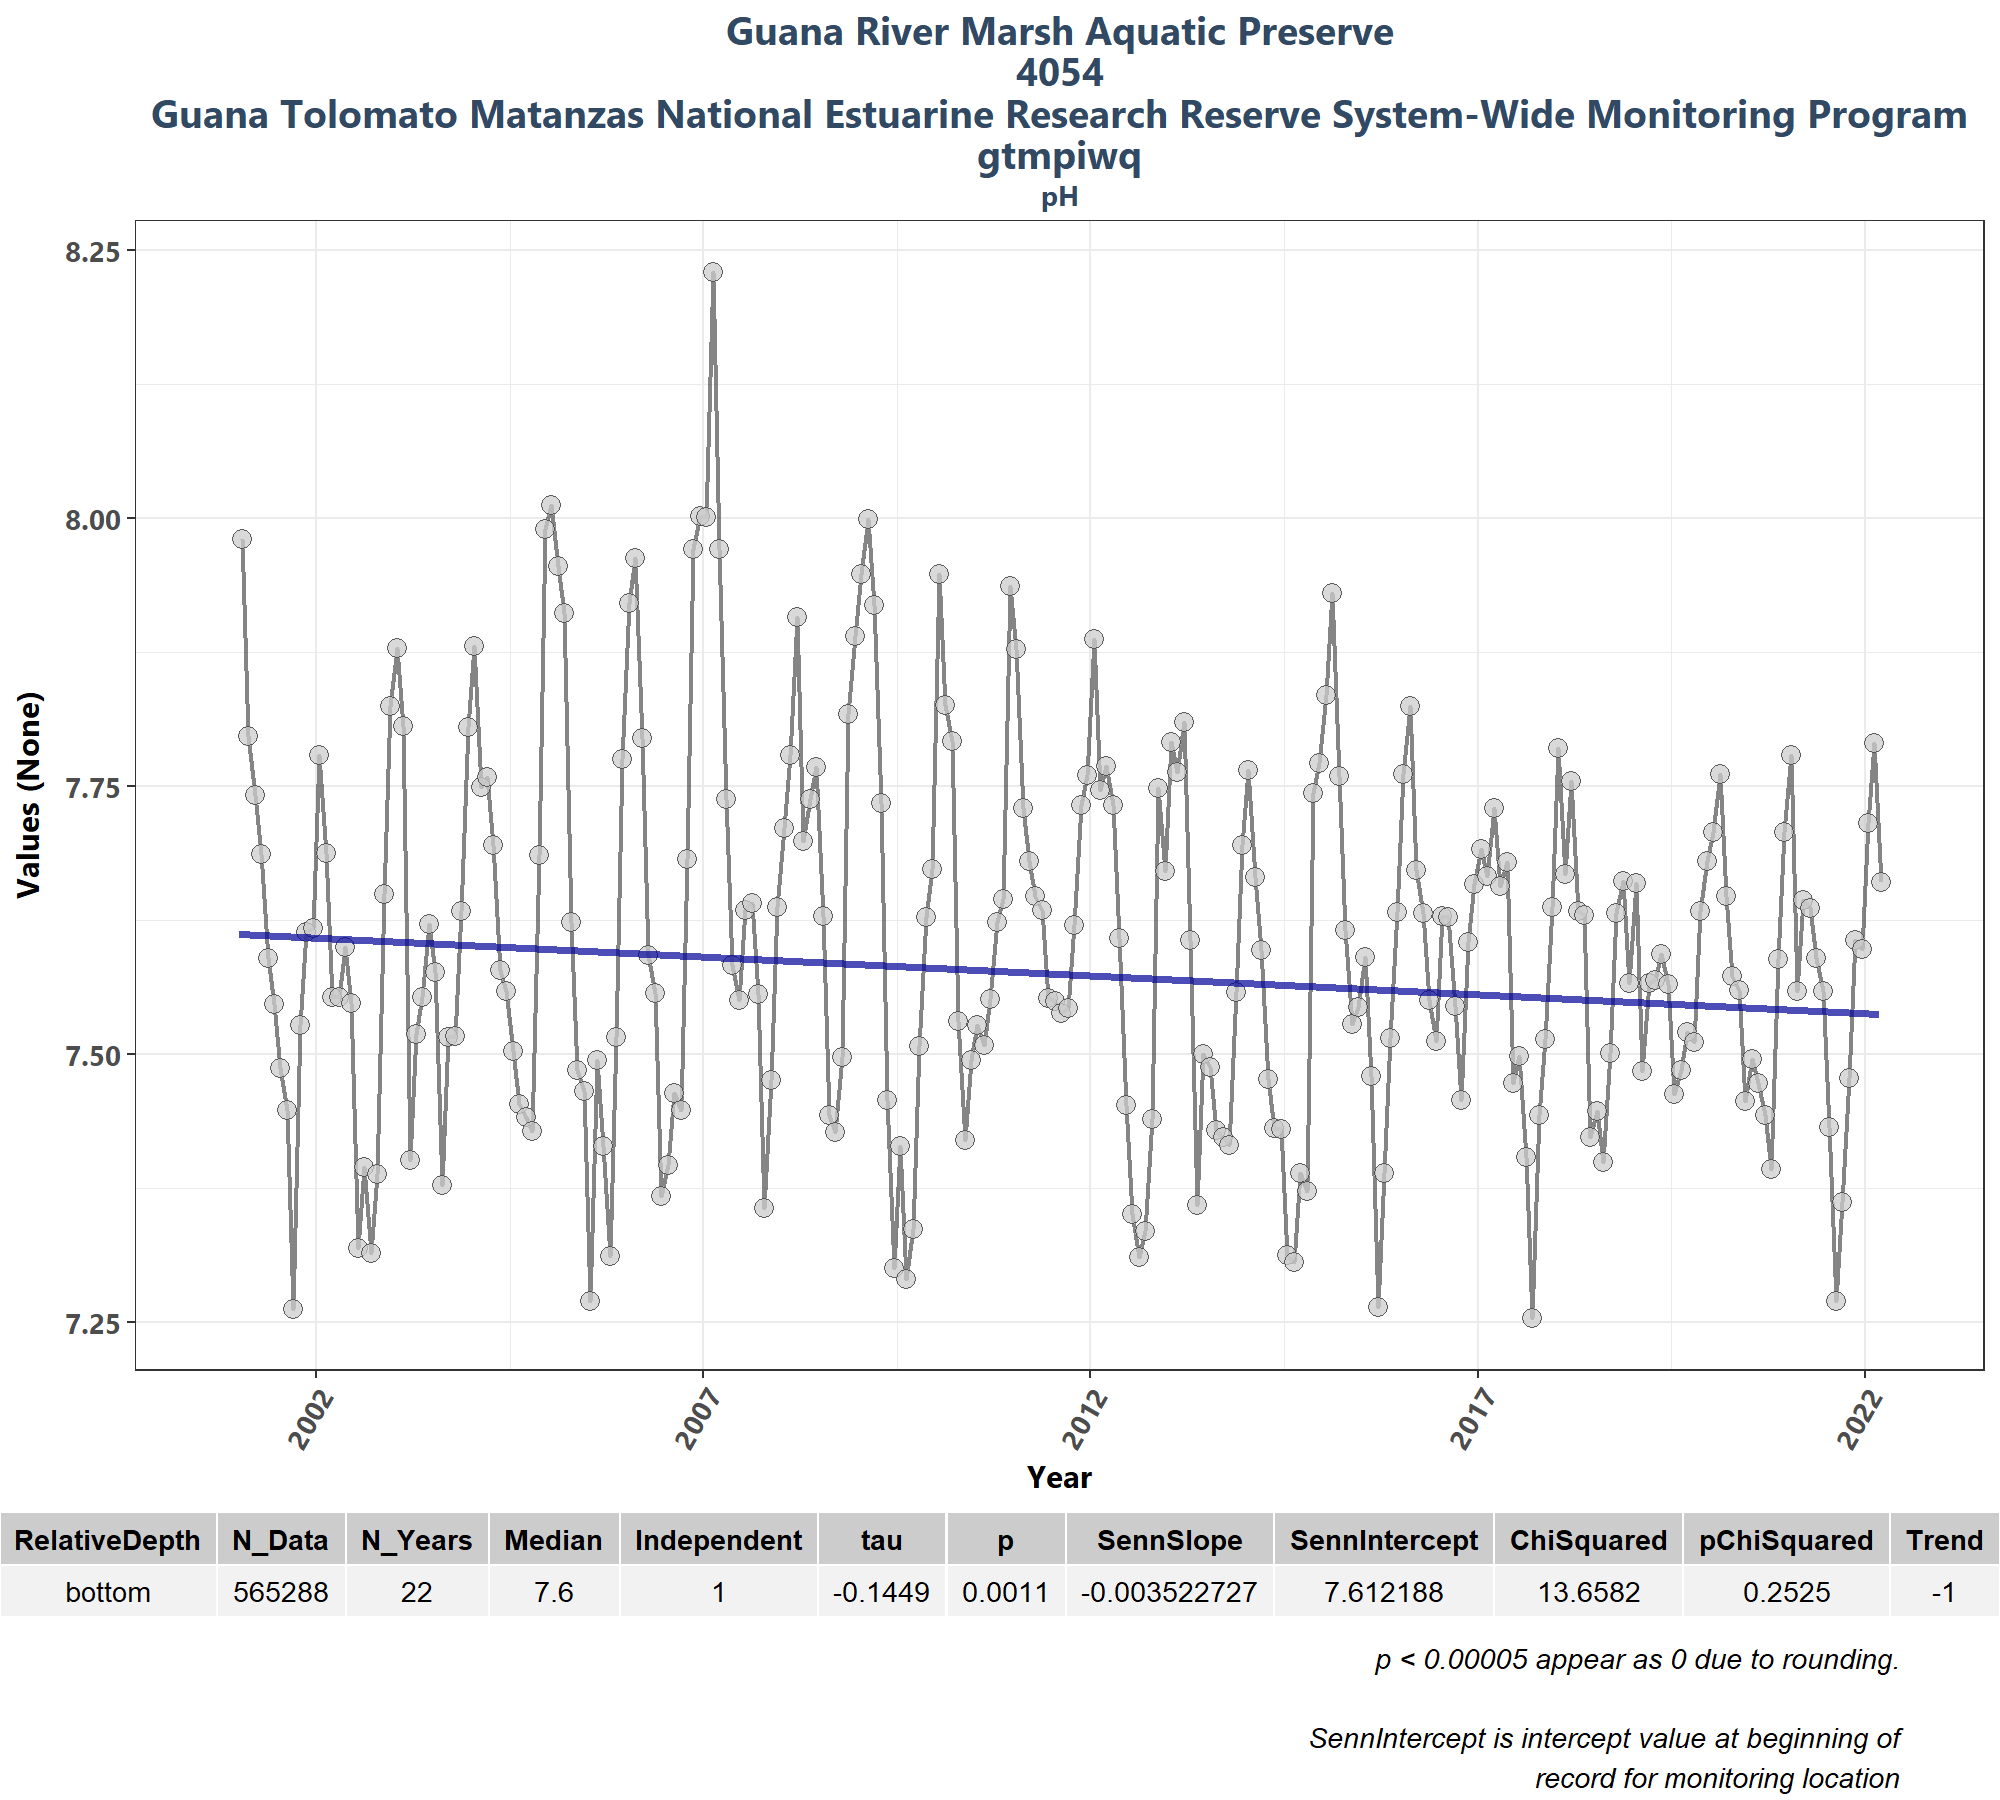 Guana River Marsh Aquatic Preserve
4054
Guana Tolomato Matanzas National Estuarine Research Reserve System-Wide Monitoring Program
gtmpiwq
pH
8.25
8.00
7.75
7.50
7.25
Values (None)
2002 2007 2012 2017 2022
Year
RelativeDepth N_Data N_Years Median Independent tau p SennSlope SennIntercept ChiSquared pChiSquared Trend
bottom 565288 22 7.6 1 -0.1449 0.0011 -0.003522727 7.612188 13.6582 0.2525 -1
p < 0.00005 appear as 0 due to rounding.
SennIntercept is intercept value at beginning of
record for monitoring location